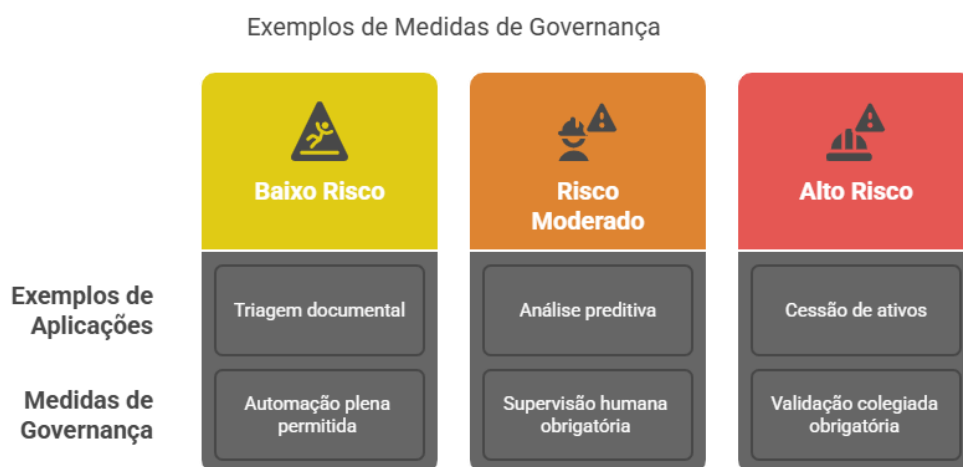 Exemplos de Medidas de Governança
Baixo Risco
Risco
Moderado
Alto Risco
Exemplos de
Aplicações
Triagem documental
Análise preditiva
Cessão de ativos
Medidas de
Governança
Automação plena
permitida
Supervisão humana
obrigatória
Validação colegiada
obrigatória